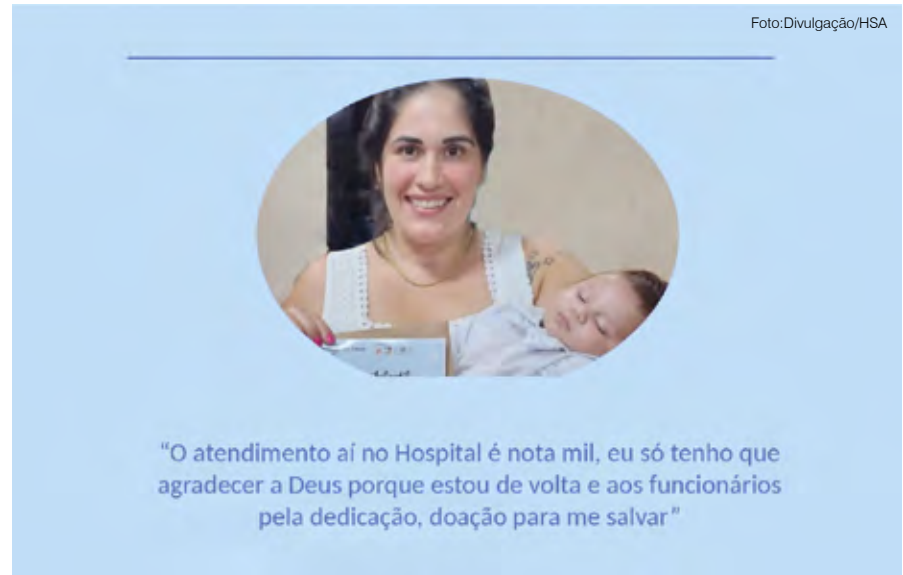 Foto:Divulgação/HSA
“O atendimento aí no Hospital é nota mil, eu só tenho que
agradecer a Deus porque estou de volta e aos funcionários
pela dedicação, doação para me salvar”